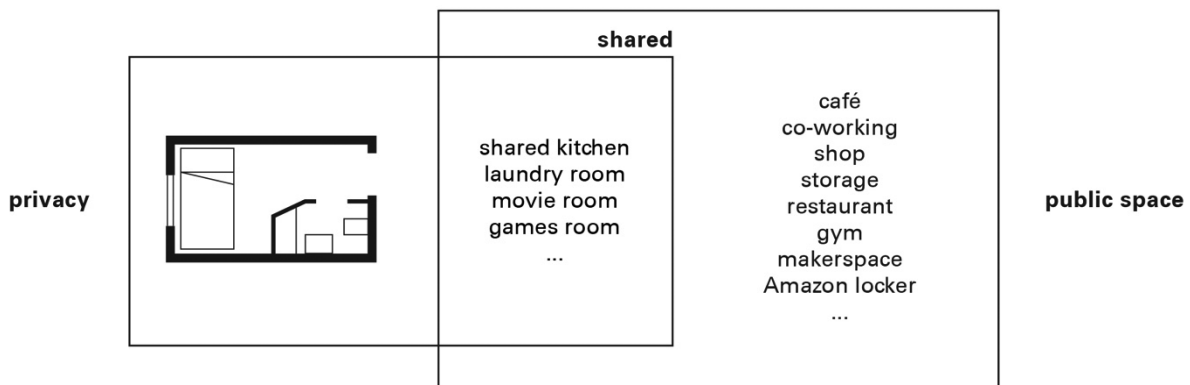 shared
privacy
shared kitchen
laundry room
movie room
games room
...
café
co-working
shop
storage
restaurant
gym
makerspace
Amazon locker
...
public space